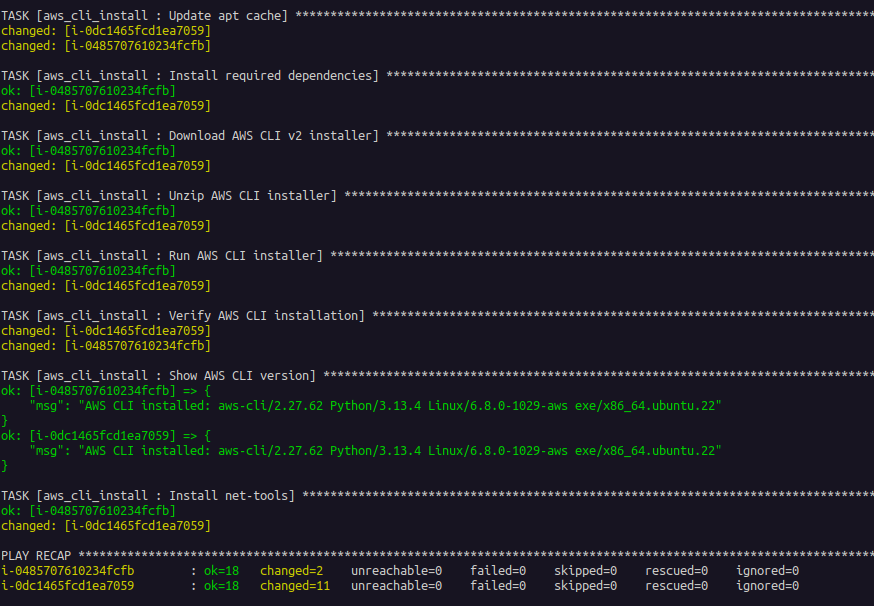 TASK [aws_cli_install : Update apt cache] **********************************************************************************
changed: [i-0dc1465fcd1ea7059]
changed: [i-0485707610234fcfb]
TASK [aws_cli_install : Install required dependencies] *********************************************************************
ok: [i-0485707610234fcfb]
changed: [i-0dc1465fcd1ea7059]
TASK [aws_cli_install : Download AWS CLI v2 installer] *********************************************************************
ok: [i-0485707610234fcfb]
changed: [i-0dc1465fcd1ea7059]
TASK [aws_cli_install : Unzip AWS CLI installer] ***************************************************************************
ok: [i-0485707610234fcfb]
changed: [i-0dc1465fcd1ea7059]
TASK [aws_cli_install : Run AWS CLI installer] *****************************************************************************
ok: [i-0485707610234fcfb]
changed: [i-0dc1465fcd1ea7059]
TASK [aws_cli_install : Verify AWS CLI installation] ***********************************************************************
changed: [i-0dc1465fcd1ea7059]
changed: [i-0485707610234fcfb]
TASK [aws_cli_install : Show AWS CLI version] ******************************************************************************
ok: [i-0485707610234fcfb] => {
    "msg": "AWS CLI installed: aws-cli/2.27.62 Python/3.13.4 Linux/6.8.0-1029-aws exe/x86_64.ubuntu.22"
}
ok: [i-0dc1465fcd1ea7059] => {
    "msg": "AWS CLI installed: aws-cli/2.27.62 Python/3.13.4 Linux/6.8.0-1029-aws exe/x86_64.ubuntu.22"
}
TASK [aws_cli_install : Install net-tools] *********************************************************************************
ok: [i-0485707610234fcfb]
changed: [i-0dc1465fcd1ea7059]
PLAY RECAP *****************************************************************************************************************
i-0485707610234fcfb        : ok=18   changed=2    unreachable=0    failed=0    skipped=0    rescued=0    ignored=0
i-0dc1465fcd1ea7059        : ok=18   changed=11   unreachable=0    failed=0    skipped=0    rescued=0    ignored=0